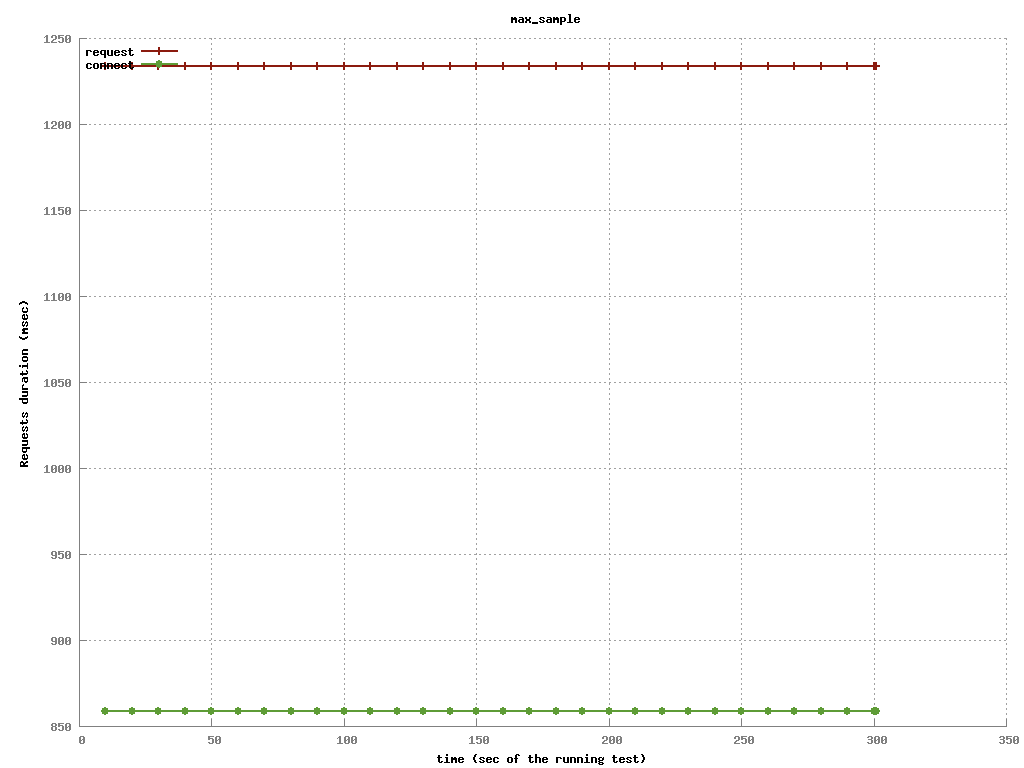 max_sample
request
connect
1250
1200
1150
1100
1050
1000
950
900
850
Requests duration (msec)
0 50 100 150 200 250 300 350
time (sec of the running test)